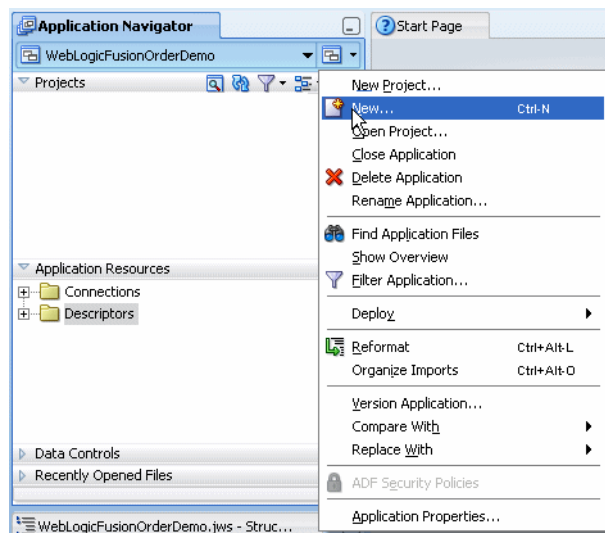 Application Navigator
Start Page
WebLogicFusionOrderDemo
Projects
New Project...
New... Ctrl-N
Open Project...
Close Application
Delete Application
Rename Application...
Find Application Files
Show Overview
Filter Application...
Application Resources
Connections
Descriptors
Deploy
Reformat Ctrl+Alt-L
Organize Imports Ctrl+Alt-O
Version Application...
Compare With
Replace With
Data Controls
Recently Opened Files
ADF Security Policies
Application Properties...
WebLogicFusionOrderDemo.jws - Struc...